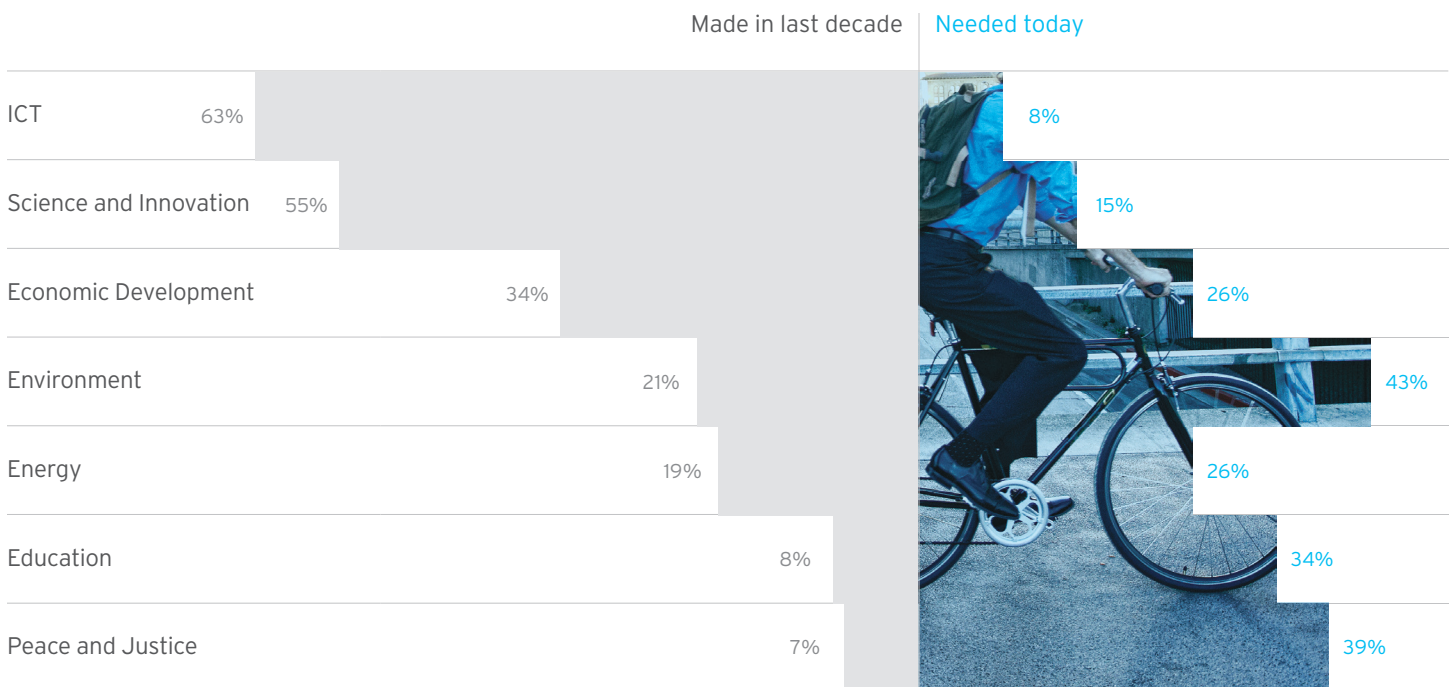 Made in last decade Needed today
ICT 63% 8%
Science and Innovation 55% 15%
Economic Development 34% 26%
Environment 21% 43%
Energy 19% 26%
Education 8% 34%
Peace and Justice 7% 39%